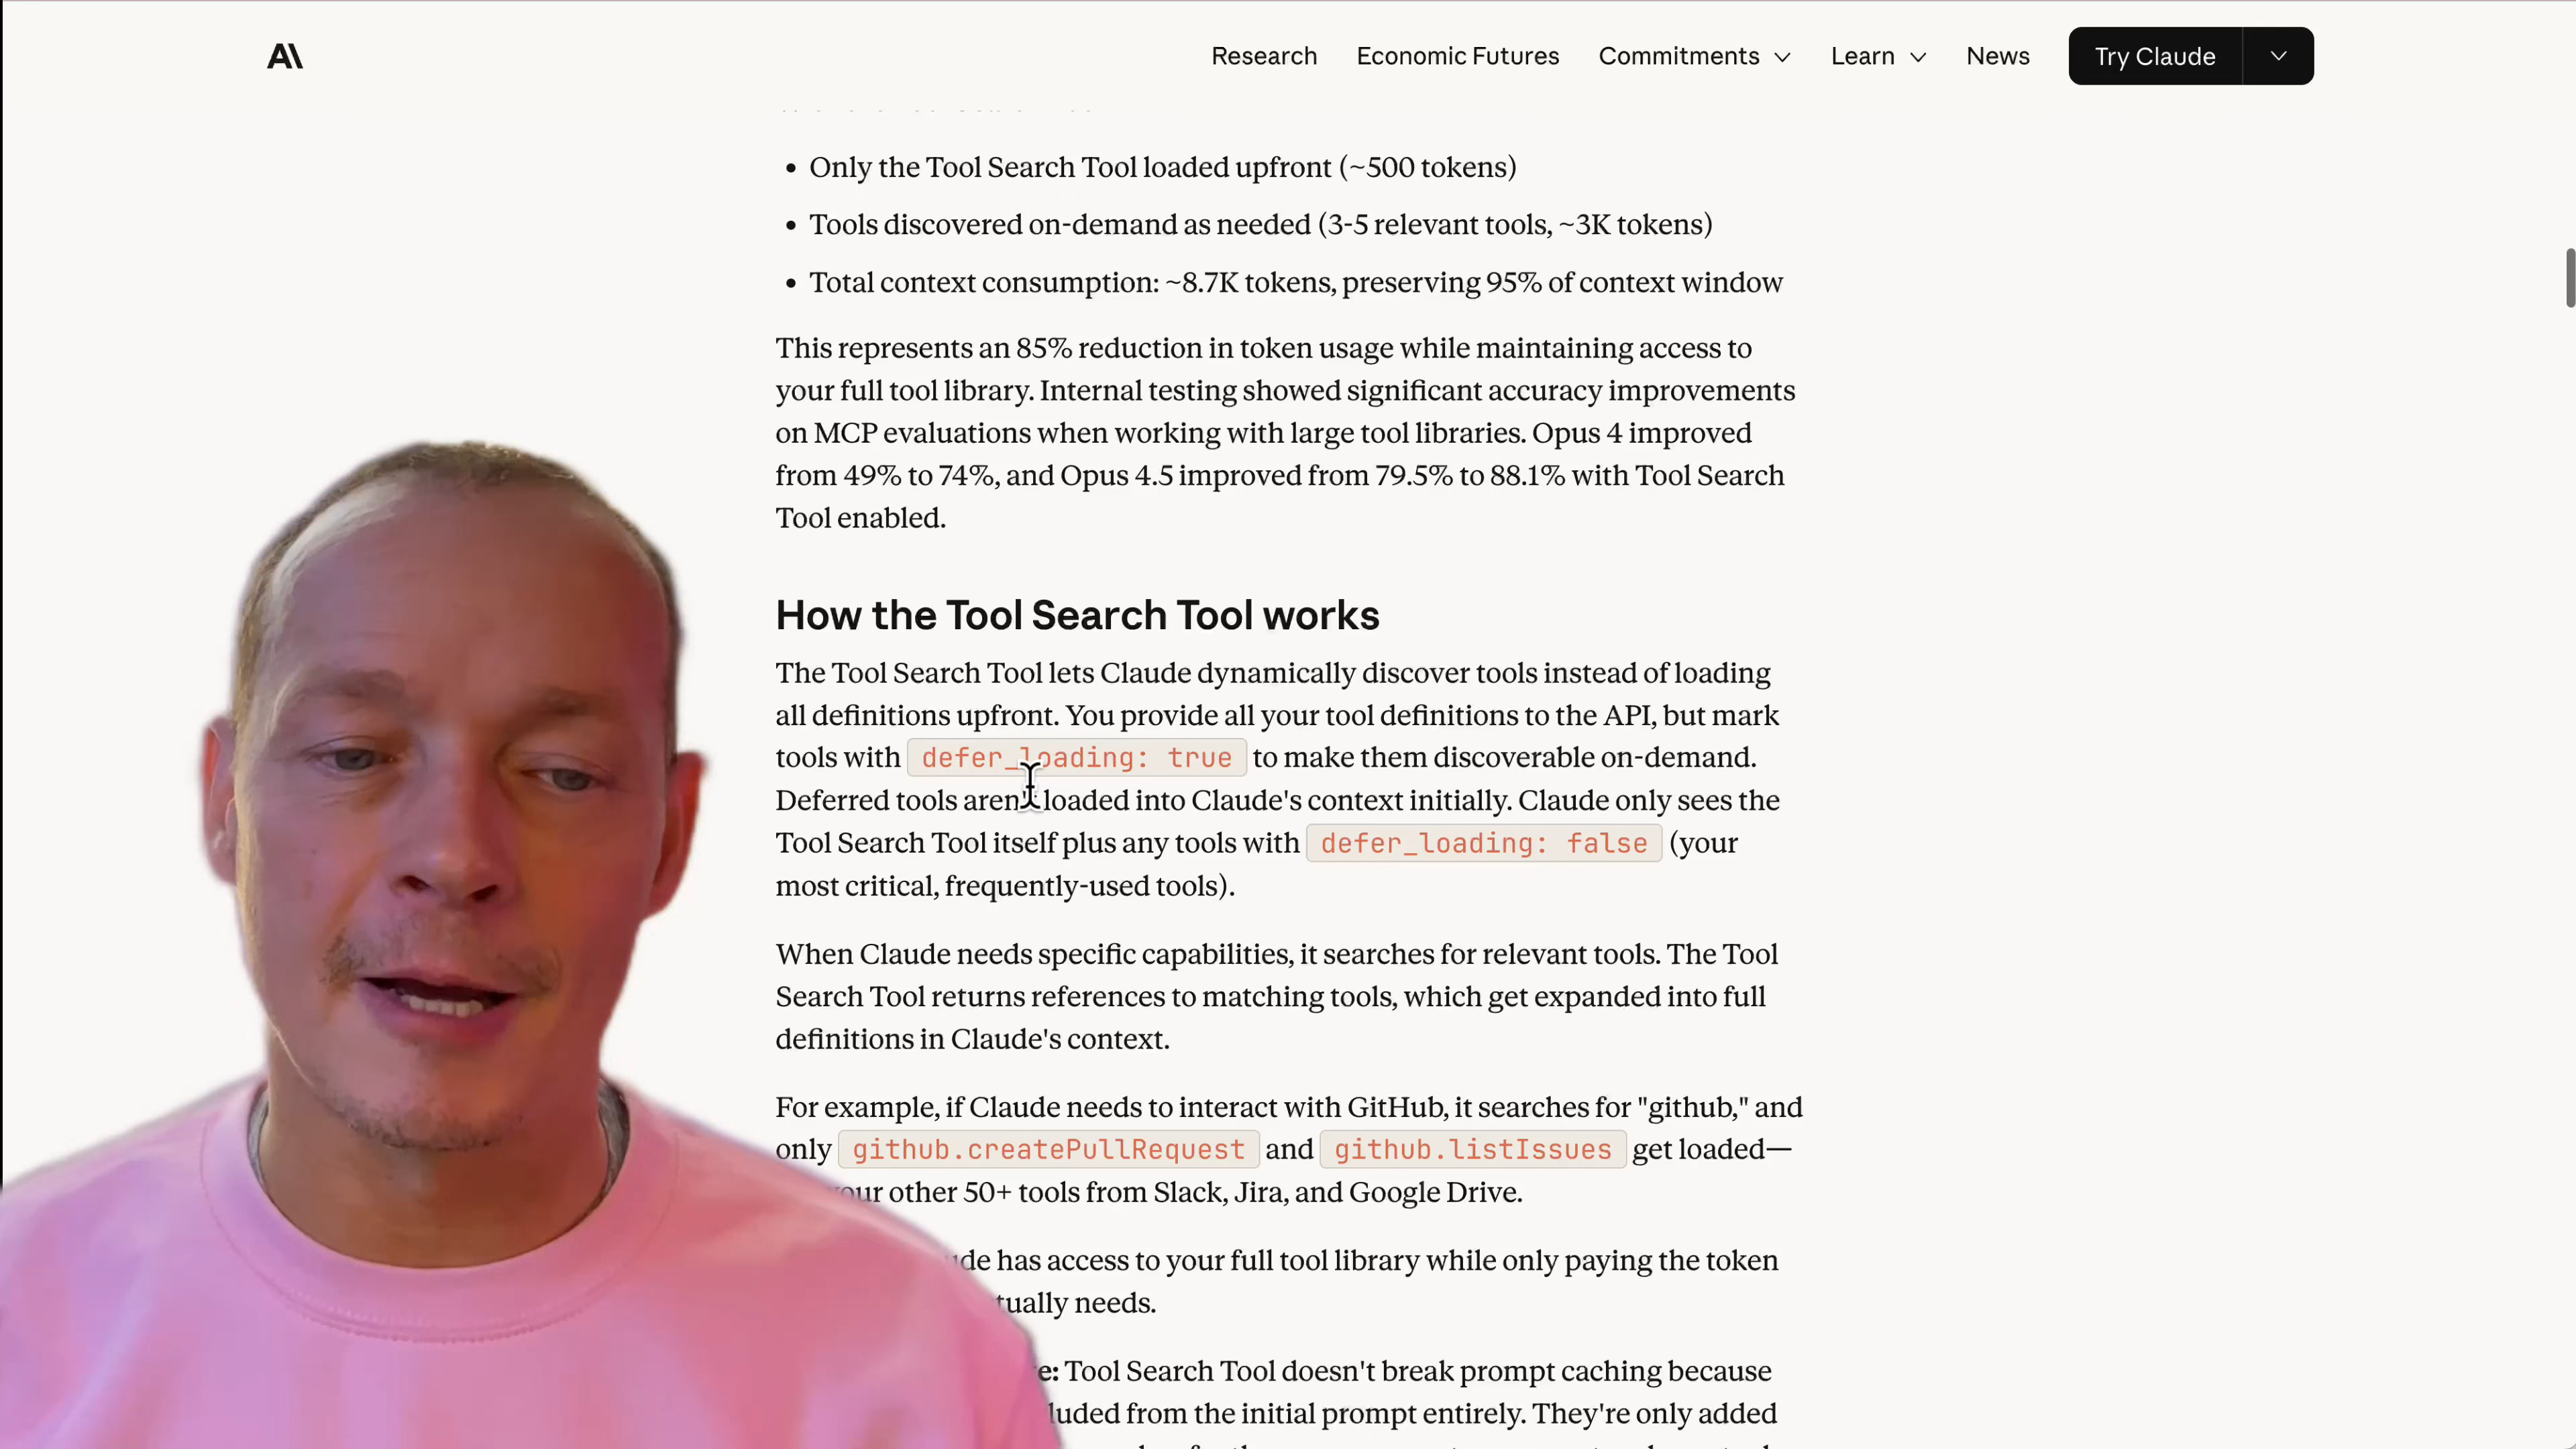 Research Economic Futures Commitments Learn News Try Claude
• Only the Tool Search Tool loaded upfront (~500 tokens)
• Tools discovered on-demand as needed (3-5 relevant tools, ~3K tokens)
• Total context consumption: ~8.7K tokens, preserving 95% of context window
This represents an 85% reduction in token usage while maintaining access to
your full tool library. Internal testing showed significant accuracy improvements
on MCP evaluations when working with large tool libraries. Opus 4 improved
from 49% to 74%, and Opus 4.5 improved from 79.5% to 88.1% with Tool Search
Tool enabled.
How the Tool Search Tool works
The Tool Search Tool lets Claude dynamically discover tools instead of loading
all definitions upfront. You provide all your tool definitions to the API, but mark
tools with defer_loading: true to make them discoverable on-demand.
Deferred tools aren't loaded into Claude's context initially. Claude only sees the
Tool Search Tool itself plus any tools with defer_loading: false (your
most critical, frequently-used tools).
When Claude needs specific capabilities, it searches for relevant tools. The Tool
Search Tool returns references to matching tools, which get expanded into full
definitions in Claude's context.
For example, if Claude needs to interact with GitHub, it searches for "github," and
only github.createPullRequest and github.listIssues get loaded—
other 50+ tools from Slack, Jira, and Google Drive.
has access to your full tool library while only paying the token
needs.
Tool Search Tool doesn't break prompt caching because
from the initial prompt entirely. They're only added